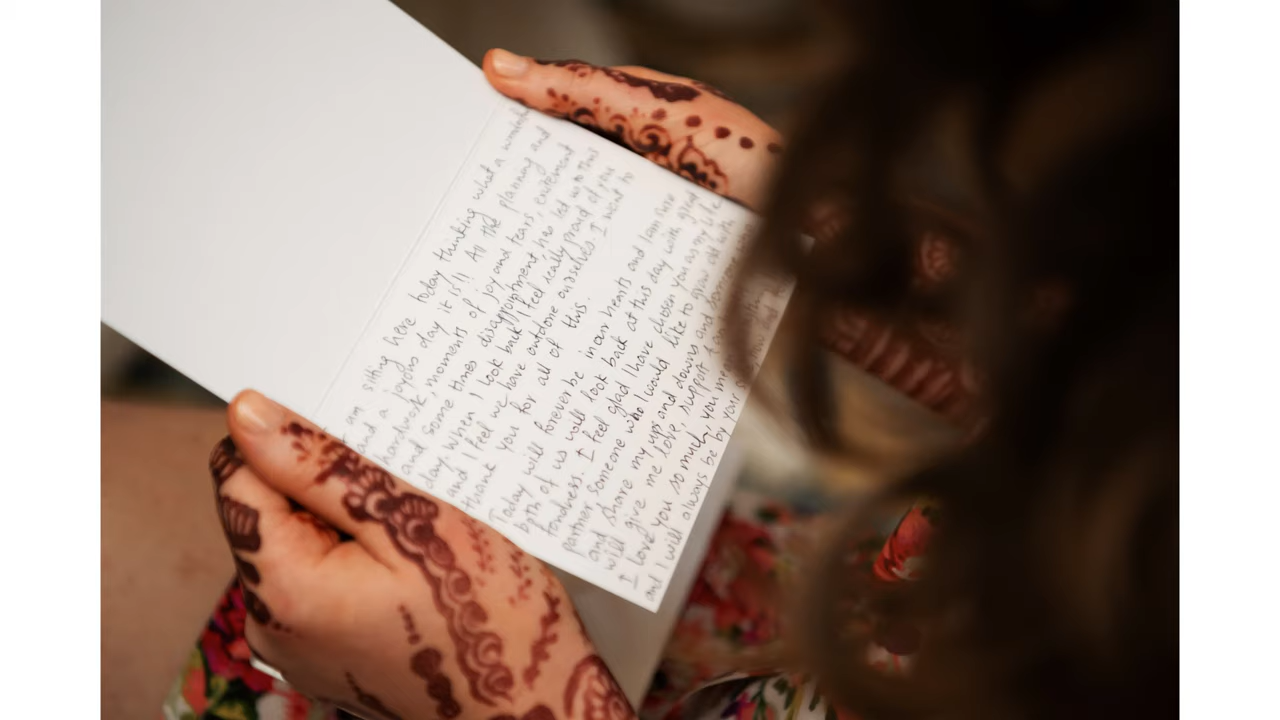 am sitting here today thinking what a wonderful
and a joyous day it is!! All the planning and
hardwork, moments of joy and tears, excitement
and some times disappointment has led us to this
day. When I look back I feel really proud of you
and I feel we have outdone ourselves. I want to
thank you for all of this.
Today will forever be in our hearts and I am sure
both of us will look back at this day with great
fondness. I feel glad I have chosen you as my life
partner someone who I would like to grow old with
and share my ups and downs and
will give me love, support
I love you so much, you me
and I will always be by your